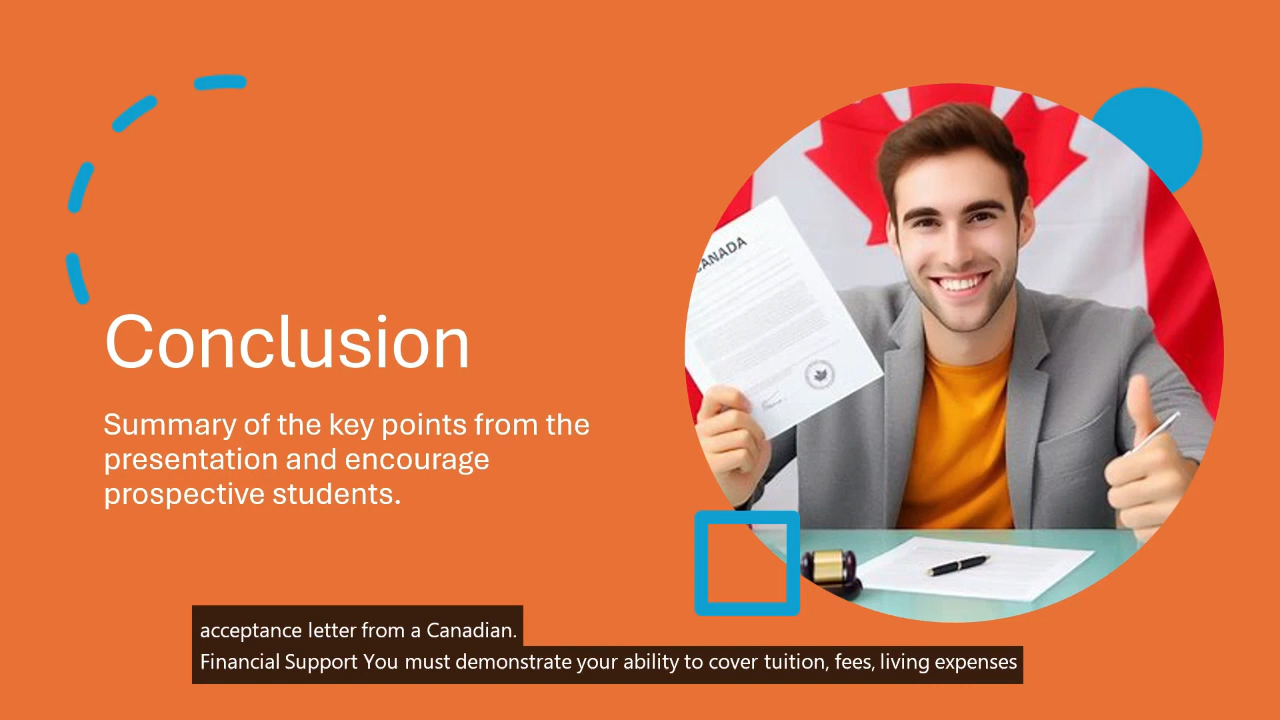 CANADA
Conclusion
Summary of the key points from the
presentation and encourage
prospective students.
acceptance letter from a Canadian.
Financial Support You must demonstrate your ability to cover tuition, fees, living expenses